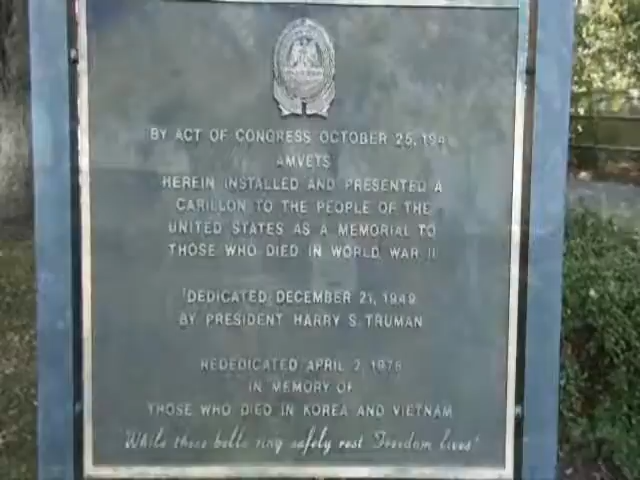 BY ACT OF CONGRESS OCTOBER 25,
AMVETS
HEREIN INSTALLED AND PRESENTED A
CARILLON TO THE PEOPLE OF THE
UNITED STATES AS A MEMORIAL TO
THOSE WHO DIED IN WORLD WAR II
DEDICATED DECEMBER 21, 1949
BY PRESIDENT HARRY S. TRUMAN
REDEDICATED APRIL 2, 1976
IN MEMORY OF
THOSE WHO DIED IN KOREA AND VIETNAM
"While these bells ring safely rest Freedom lives"